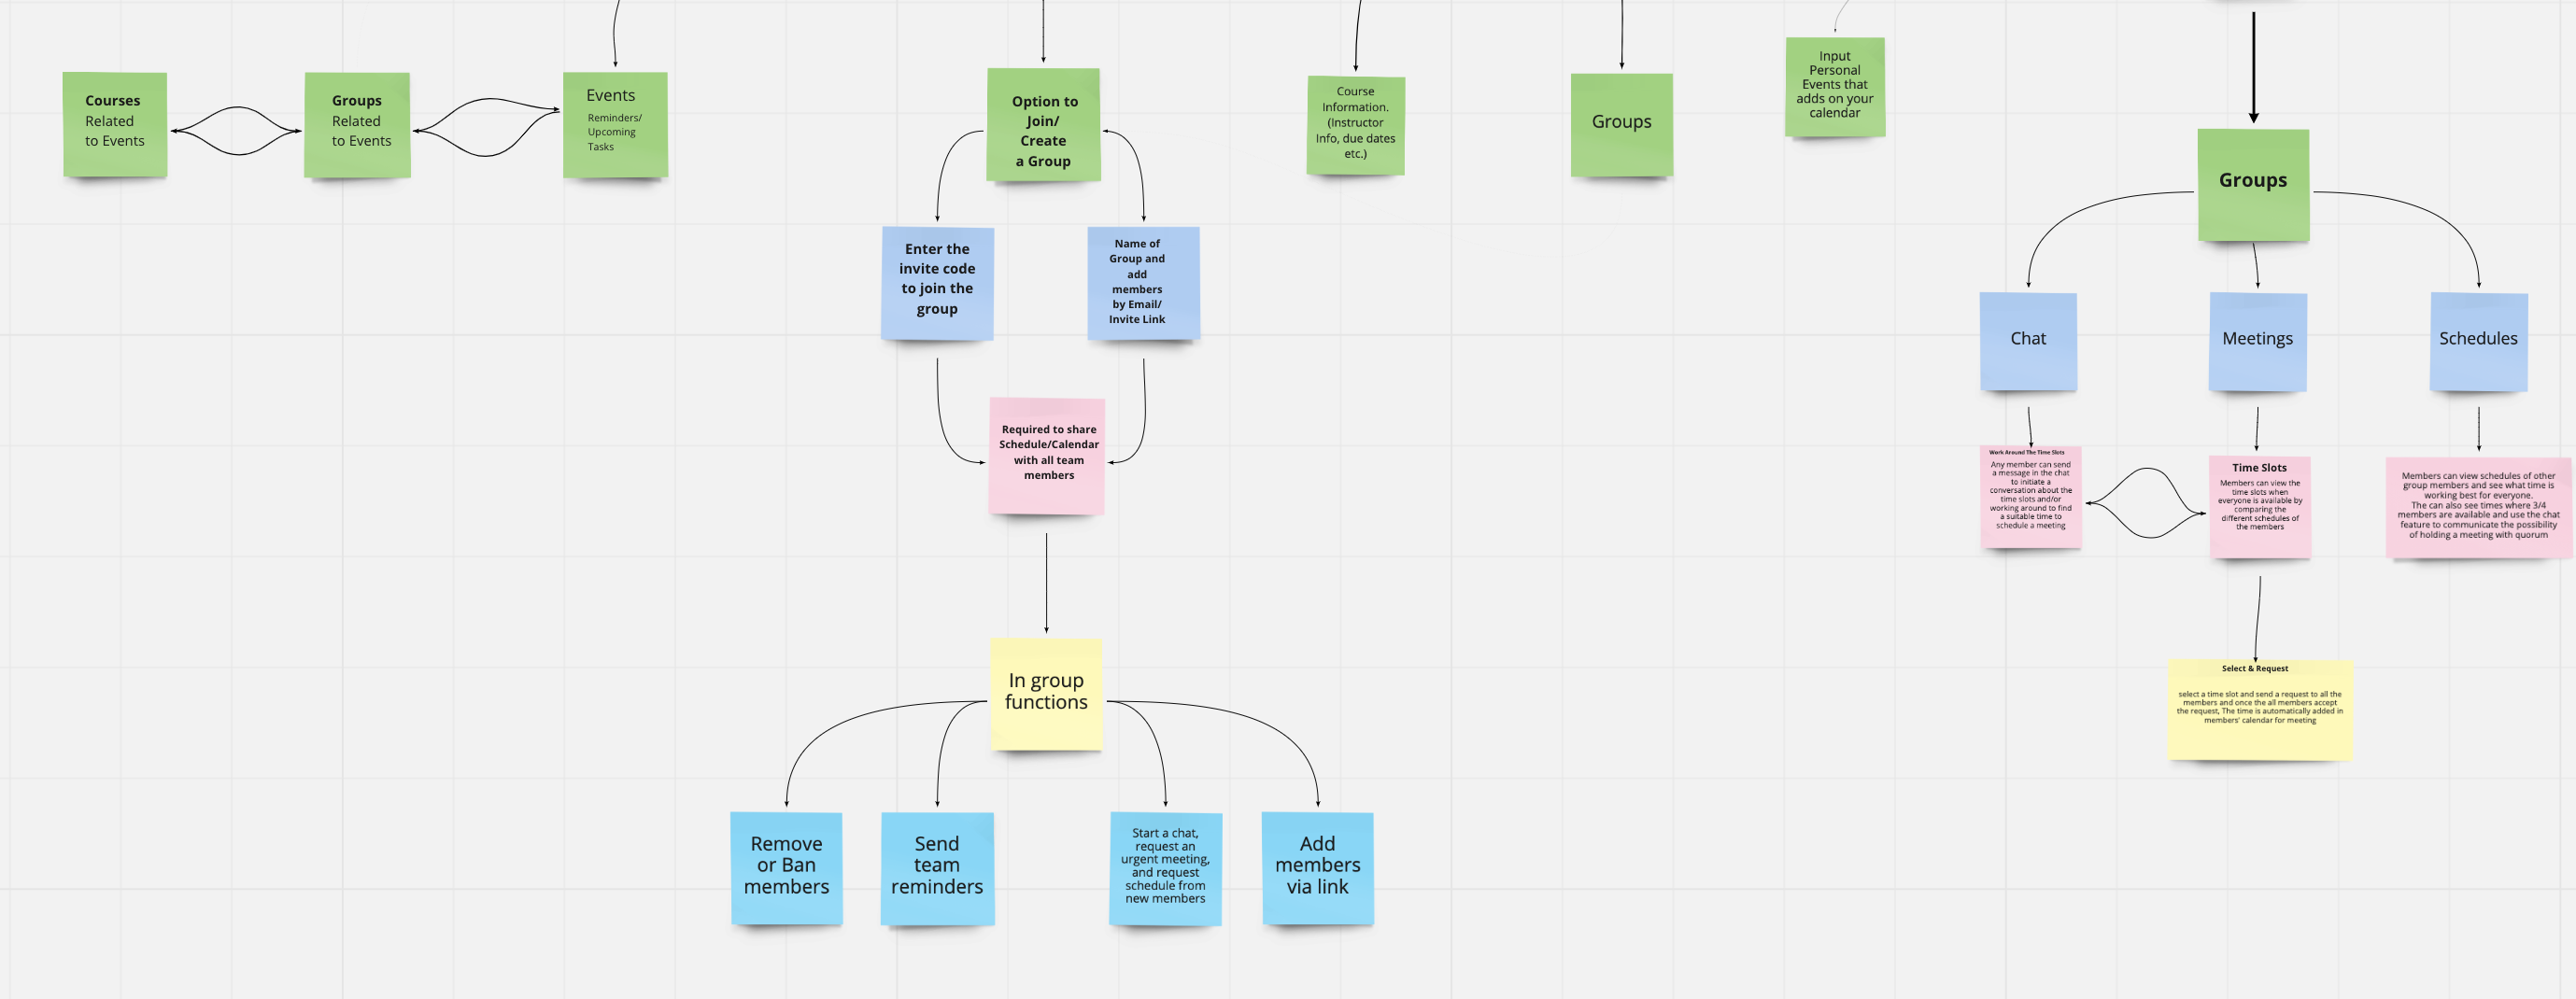 Courses
Related
to Events
Groups
Related
to Events
Events
Reminders/
Upcoming
Tasks
Option to
Join/
Create
a Group
Course
Information.
(Instructor
Info, due dates
etc.)
Groups
Input
Personal
Events that
adds on your
calendar
Groups
Enter the
invite code
to join the
group
Name of
Group and
add
members
by Email/
Invite Link
Chat
Meetings
Schedules
Required to share
Schedule/Calendar
with all team
members
Work Around The Time Slots
Any member can send
a message in the chat
to initiate a
conversation about the
time slots and/or
working around to find
a suitable time to
schedule a meeting
Time Slots
Members can view the
time slots when
everyone is available by
comparing the
different schedules of
the members
Members can view schedules of other
group members and see what time is
working best for everyone.
The can also see times where 3/4
members are available and use the chat
feature to communicate the possibility
of holding a meeting with quorum
In group
functions
Select & Request
select a time slot and send a request to all the
members and once the all members accept
the request, The time is automatically added in
members' calendar for meeting
Remove
or Ban
members
Send
team
reminders
Start a chat,
request an
urgent meeting,
and request
schedule from
new members
Add
members
via link